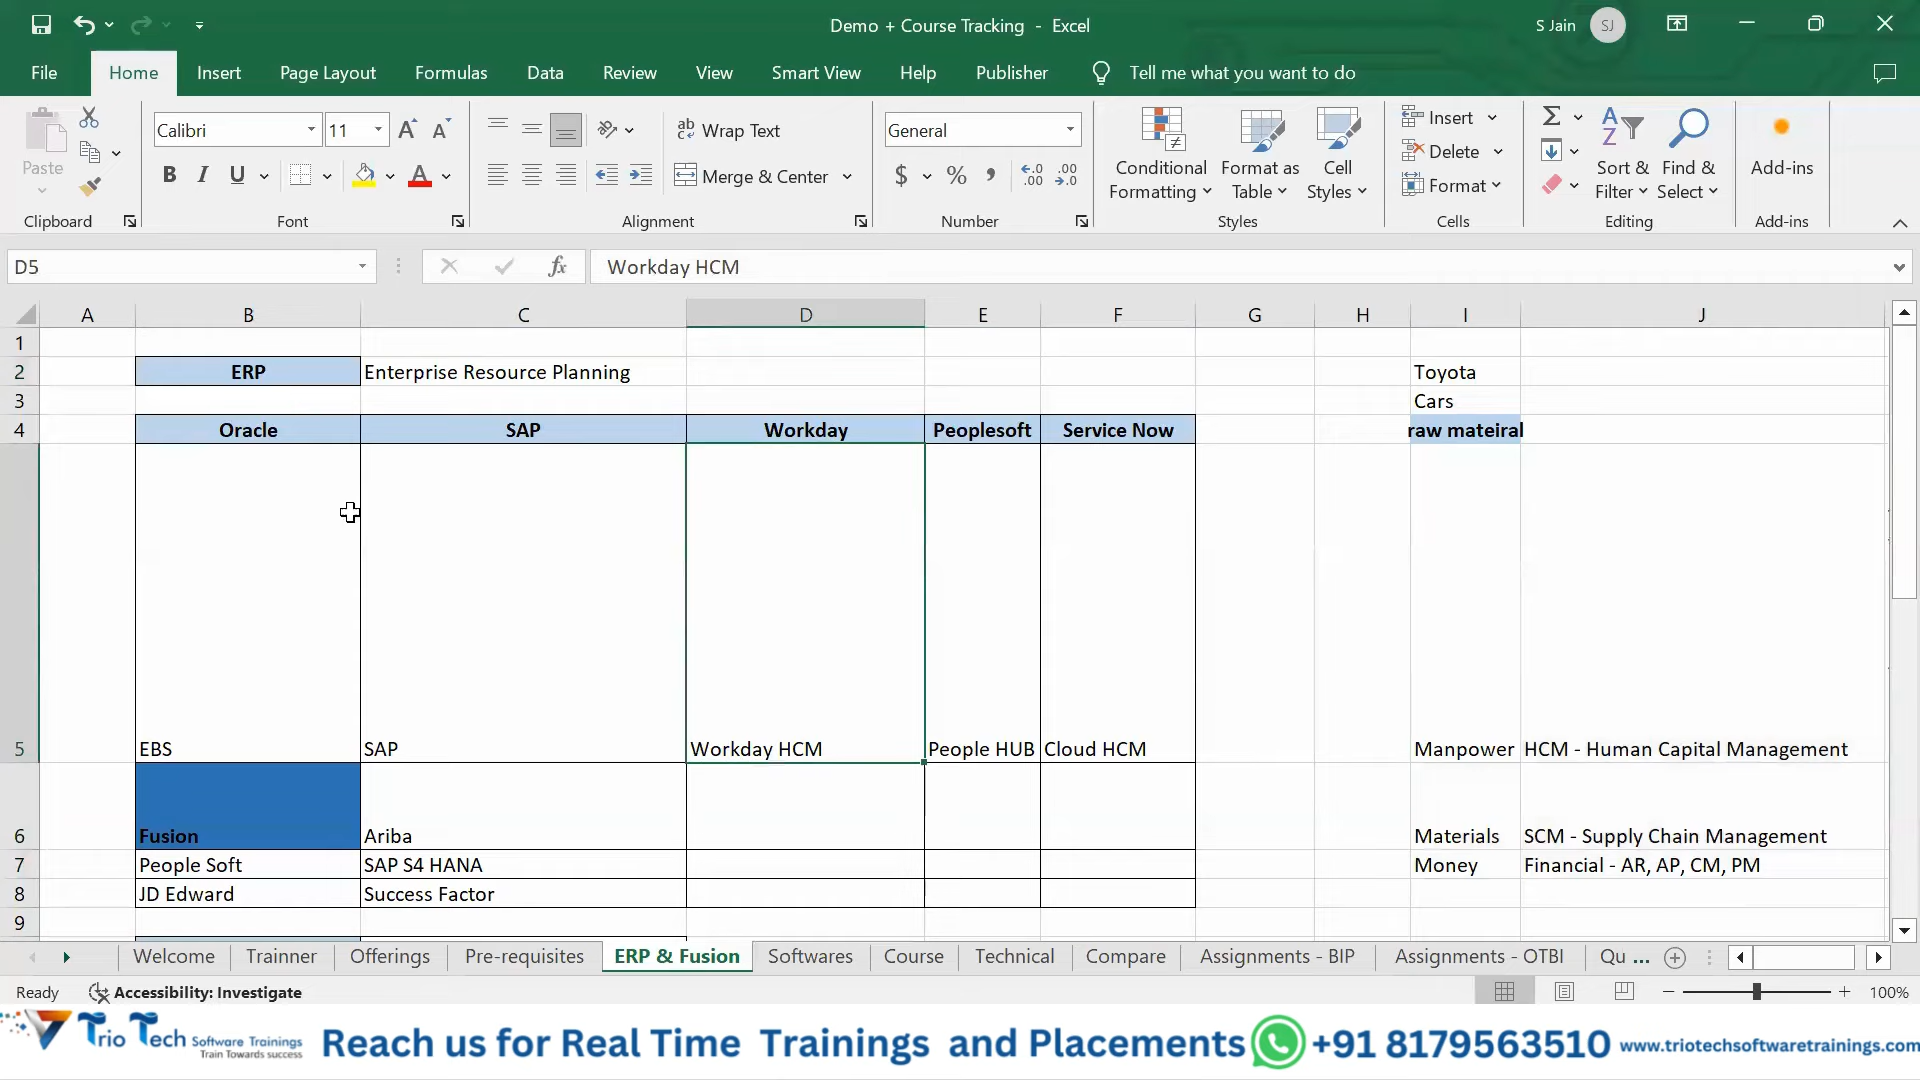 Demo + Course Tracking - Excel
S Jain SJ
File Home Insert Page Layout Formulas Data Review View Smart View Help Publisher Tell me what you want to do
Paste
Clipboard
Calibri 11
B I U
Font
Wrap Text
Merge & Center
Alignment
General
$ % ,
Number
Conditional Formatting
Format as Table
Cell Styles
Styles
Insert
Delete
Format
Cells
Sort & Filter
Find & Select
Editing
Add-ins
Add-ins
D5 fx Workday HCM
A B C D E F G H I J
1
2 ERP Enterprise Resource Planning Toyota
3 Cars
4 Oracle SAP Workday Peoplesoft Service Now raw mateiral
5 EBS SAP Workday HCM People HUB Cloud HCM Manpower HCM - Human Capital Management
6 Fusion Ariba Materials SCM - Supply Chain Management
7 People Soft SAP S4 HANA Money Financial - AR, AP, CM, PM
8 JD Edward Success Factor
9
Welcome Trainner Offerings Pre-requisites ERP & Fusion Softwares Course Technical Compare Assignments - BIP Assignments - OTBI Qu ...
Ready Accessibility: Investigate 100%
Trio Tech Software Trainings
Train Towards success
Reach us for Real Time Trainings and Placements +91 8179563510 www.triotechsoftwaretrainings.com